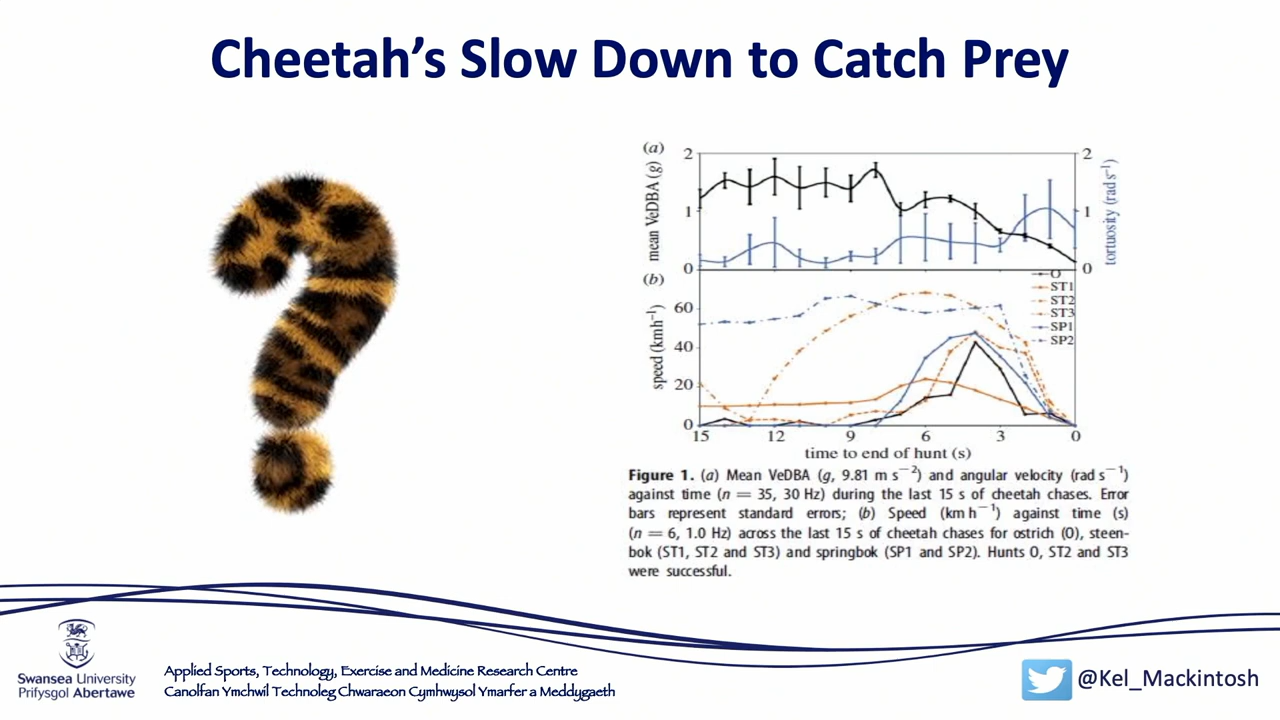 Cheetah's Slow Down to Catch Prey
(a)
2
1
0
mean VeDBA (g)
2
1
0
tortuosity (rad s⁻¹)
(b)
60
40
20
0
speed (kmh⁻¹)
O
ST1
ST2
ST3
SP1
SP2
15 12 9 6 3 0
time to end of hunt (s)
Figure 1. (a) Mean VeDBA (g, 9.81 m s⁻²) and angular velocity (rad s⁻¹)
against time (n = 35, 30 Hz) during the last 15 s of cheetah chases. Error
bars represent standard errors; (b) Speed (km h⁻¹) against time (s)
(n = 6, 1.0 Hz) across the last 15 s of cheetah chases for ostrich (O), steen-
bok (ST1, ST2 and ST3) and springbok (SP1 and SP2). Hunts O, ST2 and ST3
were successful.
Swansea University
Prifysgol Abertawe
Applied Sports, Technology, Exercise and Medicine Research Centre
Canolfan Ymchwil Technoleg Chwaraeon Cymhwysol Ymarfer a Meddygaeth
@Kel_Mackintosh